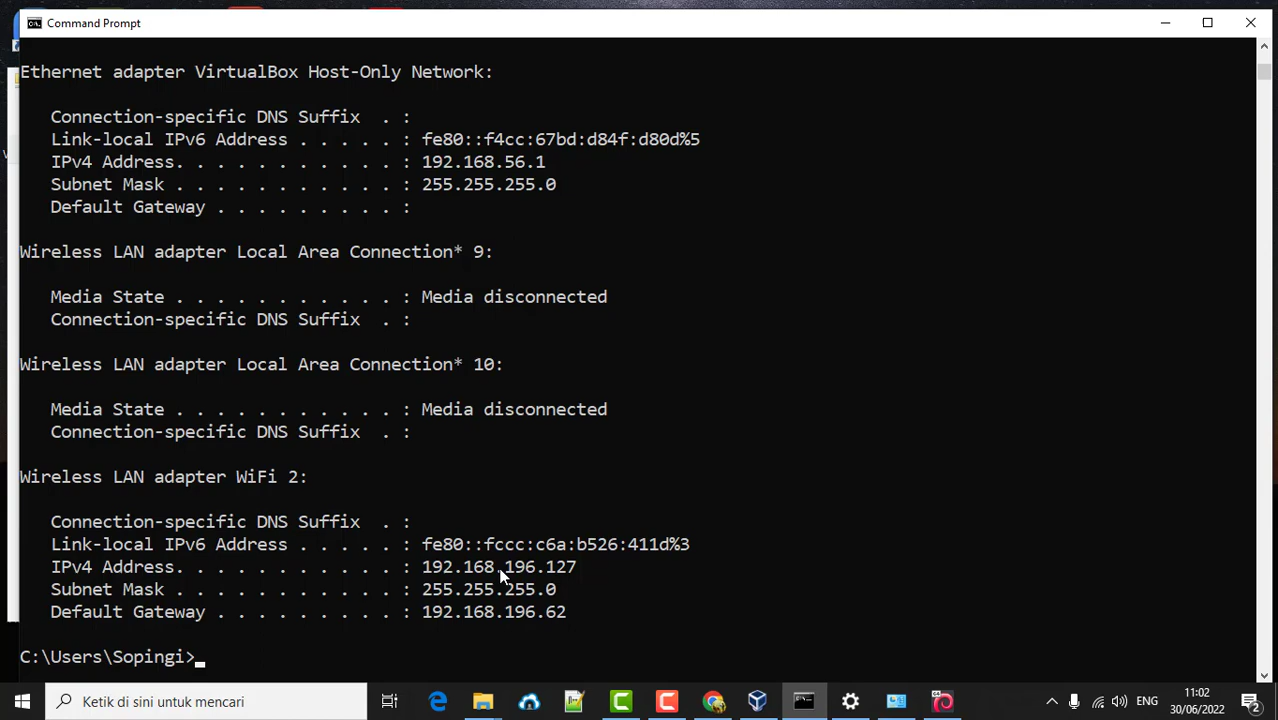 Command Prompt
Ethernet adapter VirtualBox Host-Only Network:
Connection-specific DNS Suffix  . :
Link-local IPv6 Address . . . . . : fe80::f4cc:67bd:d84f:d80d%5
IPv4 Address. . . . . . . . . . . : 192.168.56.1
Subnet Mask . . . . . . . . . . . : 255.255.255.0
Default Gateway . . . . . . . . . :
Wireless LAN adapter Local Area Connection* 9:
Media State . . . . . . . . . . . : Media disconnected
Connection-specific DNS Suffix  . :
Wireless LAN adapter Local Area Connection* 10:
Media State . . . . . . . . . . . : Media disconnected
Connection-specific DNS Suffix  . :
Wireless LAN adapter WiFi 2:
Connection-specific DNS Suffix  . :
Link-local IPv6 Address . . . . . : fe80::fccc:c6a:b526:411d%3
IPv4 Address. . . . . . . . . . . : 192.168.196.127
Subnet Mask . . . . . . . . . . . : 255.255.255.0
Default Gateway . . . . . . . . . : 192.168.196.62
C:\Users\Sopingi>_
Ketik di sini untuk mencari
ENG
11:02
30/06/2022
2